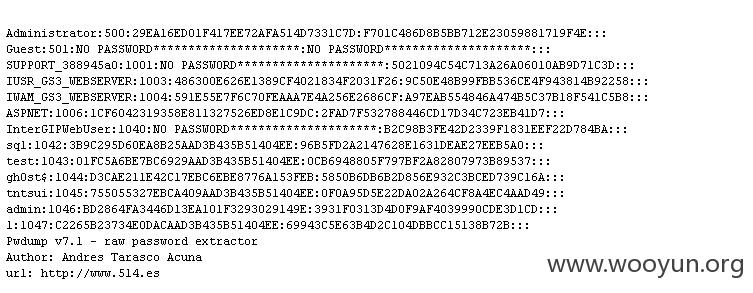 Administrator:500:29EA16ED01F417EE72AFA514D7331C7D:F701C486D8B5BB712E23059881719F4E:::
Guest:501:NO PASSWORD*********************:NO PASSWORD*********************:::
SUPPORT_388945a0:1001:NO PASSWORD*********************:5021094C54C713A26A06010AB9D71C3D:::
IUSR_GS3_WEBSERVER:1003:486300E626E1389CF4021834F2031F26:9C50E48B99FBB536CE4F943814B92258:::
IWAM_GS3_WEBSERVER:1004:591E55E7F6C70FEAAA7E4A256E2686CF:A97EAB554846A474B5C37B18F541C5B8:::
ASPNET:1006:1CF6042319358E811327526ED8E1C9DC:2FAD7F532788446CD17D34C723EB41D7:::
InterGIPWebUser:1040:NO PASSWORD*********************:B2C98B3FE42D2339F1831EEF22D784BA:::
sql:1042:96B9C295D60EA8B25AAD3B435B51404EE:96B5FD2A2147628E1631DEAE27EEB5A0:::
test:1043:01FC5A6BE7BC6929AAD3B435B51404EE:0CB6948805F797BF2A82807973B89537:::
gh0st$:1044:D3CAE211E42C17EBC6EBE8776A153FEB:5850B6DB6B2D856E932C3BCED739C16A:::
tntsui:1045:755055327EBCA409AAD3B435B51404EE:0F0A95D5E22DA02A264CF8A4EC4AAD49:::
admin:1046:BD2864FA3446D13EA101F3293029149E:3931F0313D4D0F9AF4039990CDE3D1CD:::
1:1047:C2265B23734E0DACAAD3B435B51404EE:69943C5E63B4D2C104DBBCC15138B72B:::
Pwdump v7.1 - raw password extractor
Author: Andres Tarasco Acuna
url: http://www.514.es
www.wooyun.org